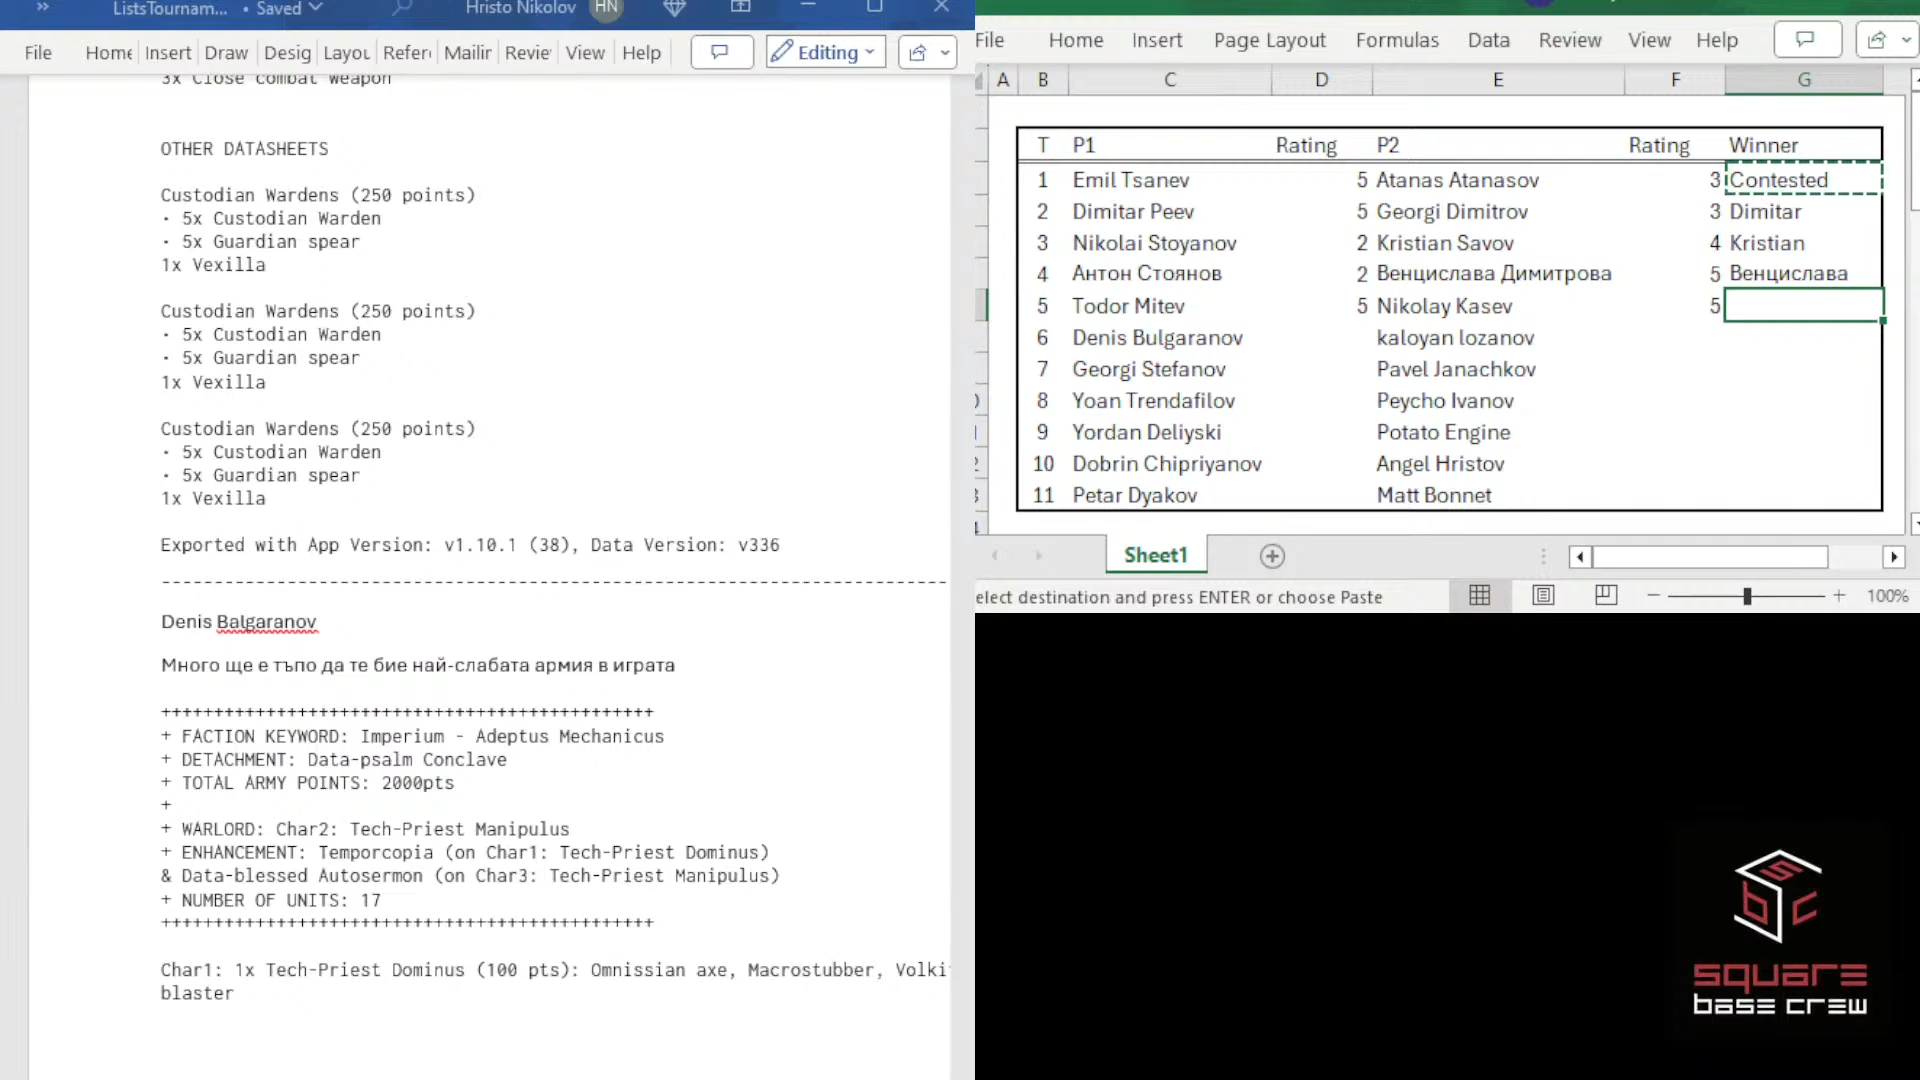 ListsTournam... • Saved
Hristo Nikolov HN
File Home Insert Draw Desig Layou Refer Mailin Revie View Help Editing
3x Close combat weapon
OTHER DATASHEETS
Custodian Wardens (250 points)
• 5x Custodian Warden
• 5x Guardian spear
1x Vexilla
Custodian Wardens (250 points)
• 5x Custodian Warden
• 5x Guardian spear
1x Vexilla
Custodian Wardens (250 points)
• 5x Custodian Warden
• 5x Guardian spear
1x Vexilla
Exported with App Version: v1.10.1 (38), Data Version: v336
--------------------------------------------------------------------------
Denis Balgaranov
Много ще е тъпо да те бие най-слабата армия в играта
+++++++++++++++++++++++++++++++++++++++++++++++
+ FACTION KEYWORD: Imperium - Adeptus Mechanicus
+ DETACHMENT: Data-psalm Conclave
+ TOTAL ARMY POINTS: 2000pts
+
+ WARLORD: Char2: Tech-Priest Manipulus
+ ENHANCEMENT: Temporcopia (on Char1: Tech-Priest Dominus)
& Data-blessed Autosermon (on Char3: Tech-Priest Manipulus)
+ NUMBER OF UNITS: 17
+++++++++++++++++++++++++++++++++++++++++++++++
Char1: 1x Tech-Priest Dominus (100 pts): Omnissian axe, Macrostubber, Volki
blaster
File Home Insert Page Layout Formulas Data Review View Help
A B C D E F G
T P1 Rating P2 Rating Winner
1 Emil Tsanev 5 Atanas Atanasov 3 Contested
2 Dimitar Peev 5 Georgi Dimitrov 3 Dimitar
3 Nikolai Stoyanov 2 Kristian Savov 4 Kristian
4 Антон Стоянов 2 Венцислава Димитрова 5 Венцислава
5 Todor Mitev 5 Nikolay Kasev 5
6 Denis Bulgaranov kaloyan lozanov
7 Georgi Stefanov Pavel Janachkov
8 Yoan Trendafilov Peycho Ivanov
9 Yordan Deliyski Potato Engine
10 Dobrin Chipriyanov Angel Hristov
11 Petar Dyakov Matt Bonnet
Sheet1
elect destination and press ENTER or choose Paste 100%
sbc
square
base crew